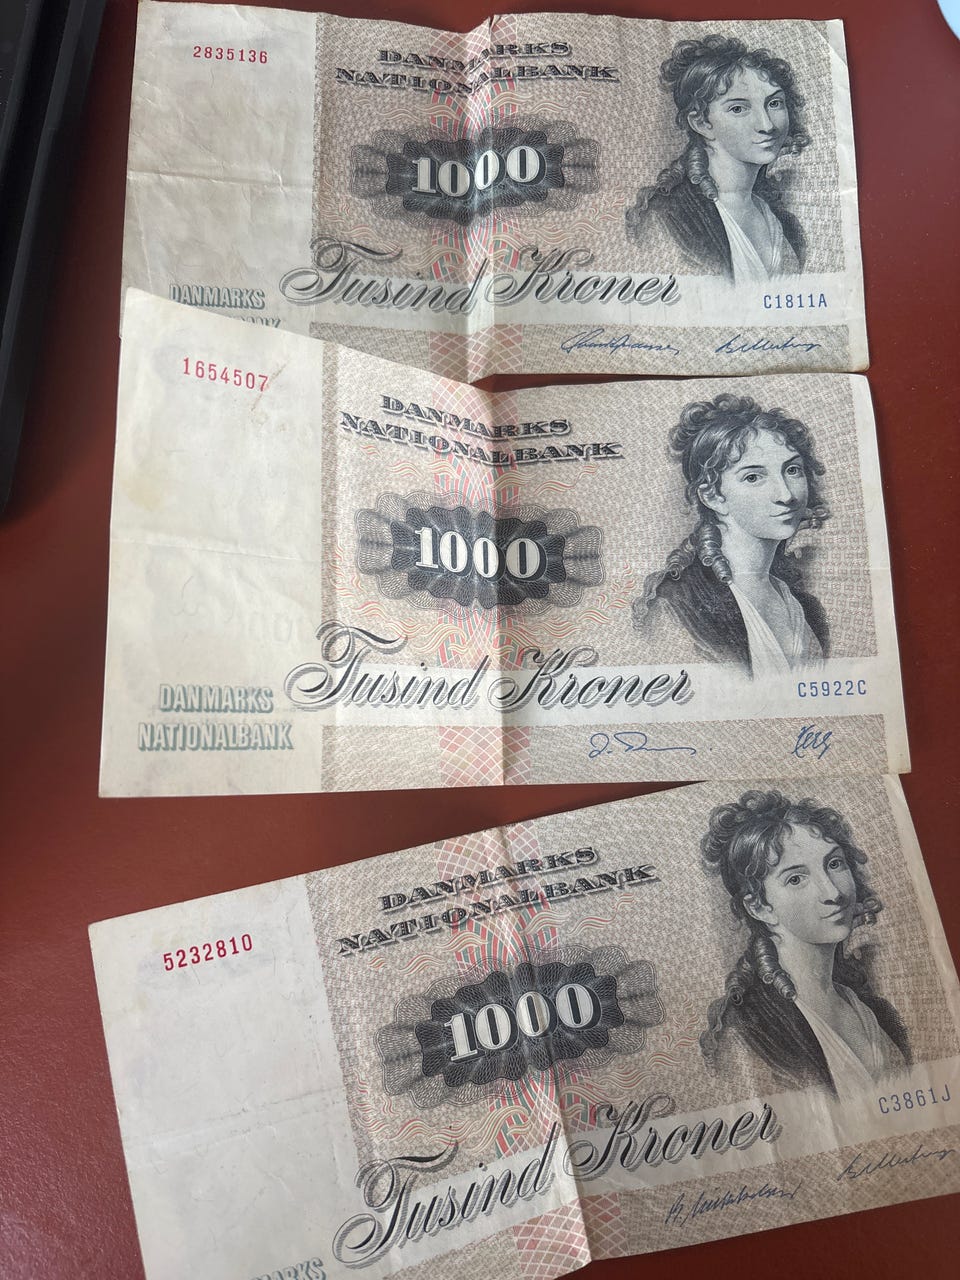 2835136
DANMARKS
NATIONALBANK
1000
Tusind Kroner
DANMARKS
C1811A
1654507
DANMARKS
NATIONALBANK
1000
Tusind Kroner
DANMARKS
NATIONALBANK
C5922C
5232810
DANMARKS
NATIONALBANK
1000
Tusind Kroner
C3861J